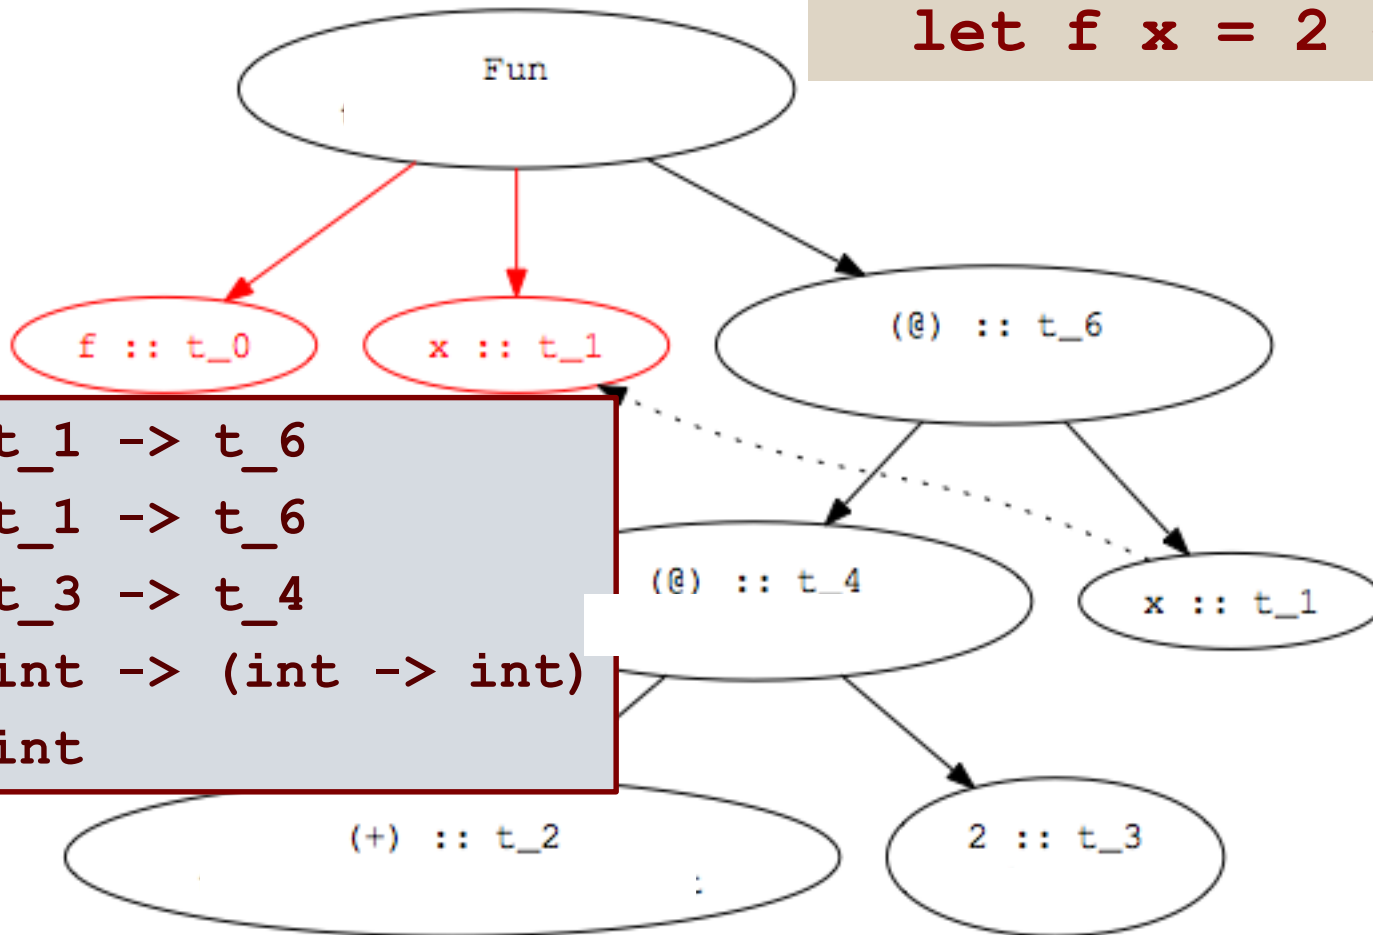 let f x = 2
Fun
f :: t_0
x :: t_1
(@) :: t_6
t_1 -> t_6
t_1 -> t_6
t_3 -> t_4
int -> (int -> int)
int
(@) :: t_4
x :: t_1
(+) :: t_2
2 :: t_3